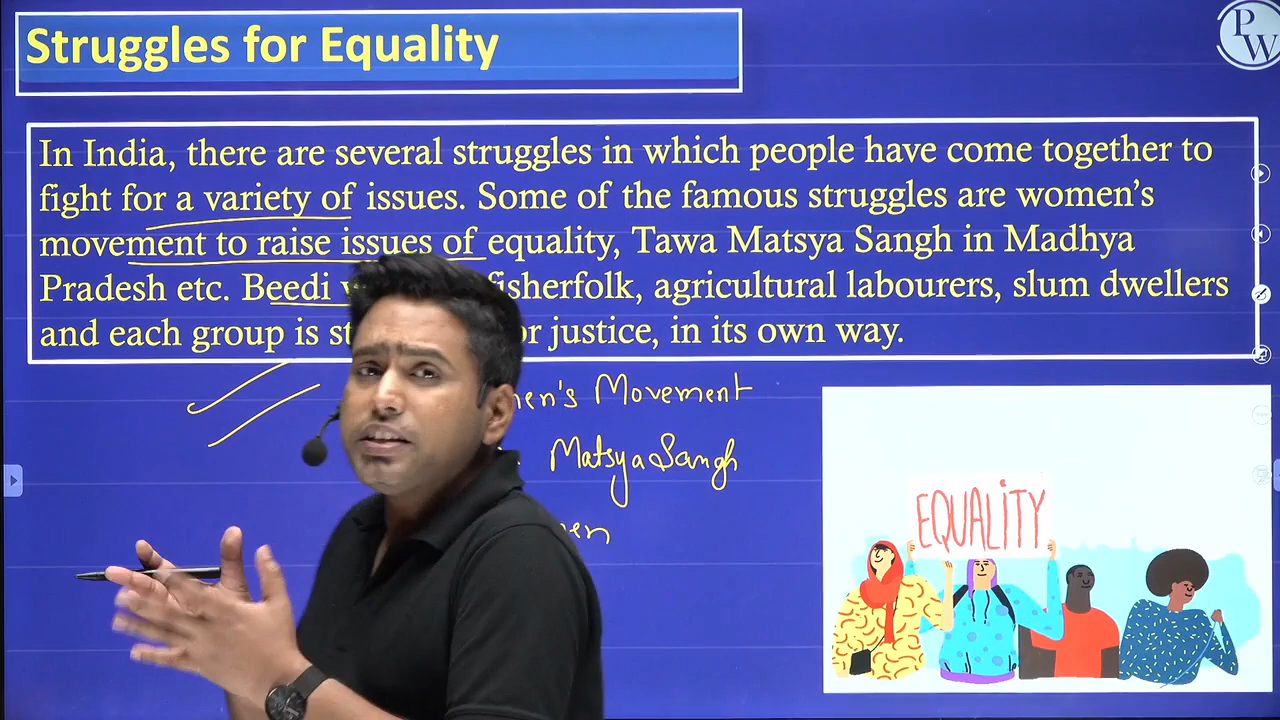 Struggles for Equality
PW
In India, there are several struggles in which people have come together to
fight for a variety of issues. Some of the famous struggles are women's
movement to raise issues of equality, Tawa Matsya Sangh in Madhya
Pradesh etc. Beedi fisherfolk, agricultural labourers, slum dwellers
and each group is justice, in its own way.
Movement
Matsya Sangh
EQUALITY